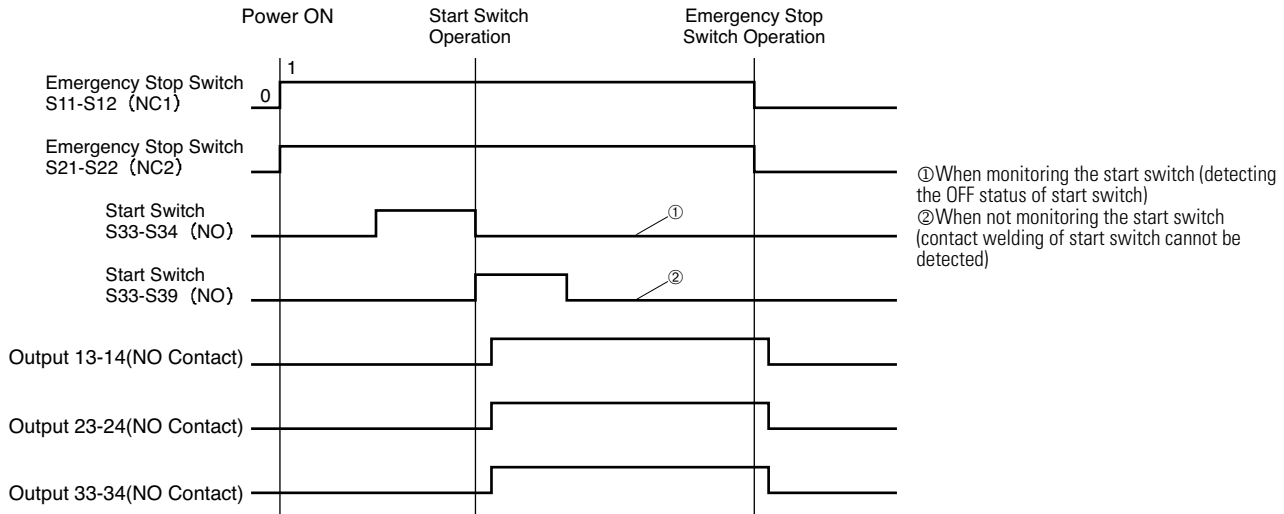 Power ON
Start Switch
Operation
Emergency Stop
Switch Operation
1
Emergency Stop Switch
S11-S12 (NC1)
0
Emergency Stop Switch
S21-S22 (NC2)
Start Switch
S33-S34 (NO)
①
Start Switch
S33-S39 (NO)
②
Output 13-14(NO Contact)
Output 23-24(NO Contact)
Output 33-34(NO Contact)
①When monitoring the start switch (detecting
the OFF status of start switch)
②When not monitoring the start switch
(contact welding of start switch cannot be
detected)